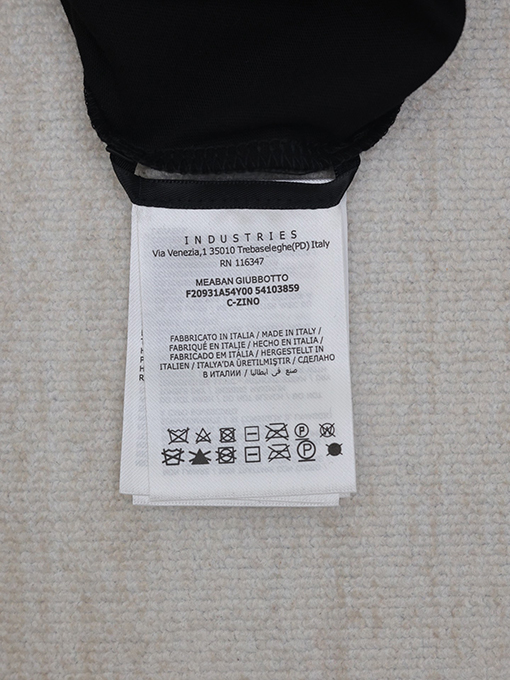 INDUSTRIES
Via Venezia,1 35010 Trebaseleghe(PD) Italy
RN 116347
MEABAN GIUBBOTTO
F20931A54Y00 54103859
C-ZINO
FABBRICATO IN ITALIA / MADE IN ITALY /
FABRIQUÉ EN ITALIE / HECHO EN ITALIA /
FABRICADO EM ITÁLIA / HERGESTELLT IN
ITALIEN / ITALYA'DA ÜRETILMIŞTIR / СДЕЛАНО
В ИТАЛИИ / صنع في ايطاليا